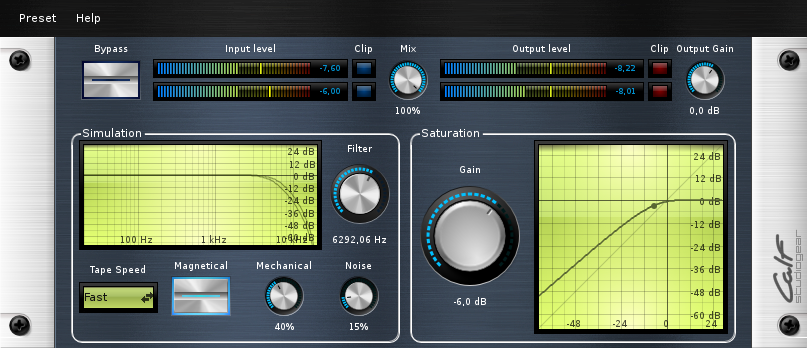 Preset Help
Bypass Input level Clip Mix Output level Clip Output Gain
-7,60 -8,22
-6,00 -8,01
100% 0,0 dB
Simulation Saturation
24 dB
12 dB
0 dB
-12 dB
-24 dB
-36 dB
-48 dB
-60 dB
100 Hz 1 kHz
Filter
6292,06 Hz
Tape Speed Magnetical Mechanical Noise
Fast
40% 15%
Gain
-6,0 dB
24 dB
12 dB
0 dB
-12 dB
-24 dB
-36 dB
-48 dB
-60 dB
-48 -24 0 24
Calf
studiogear